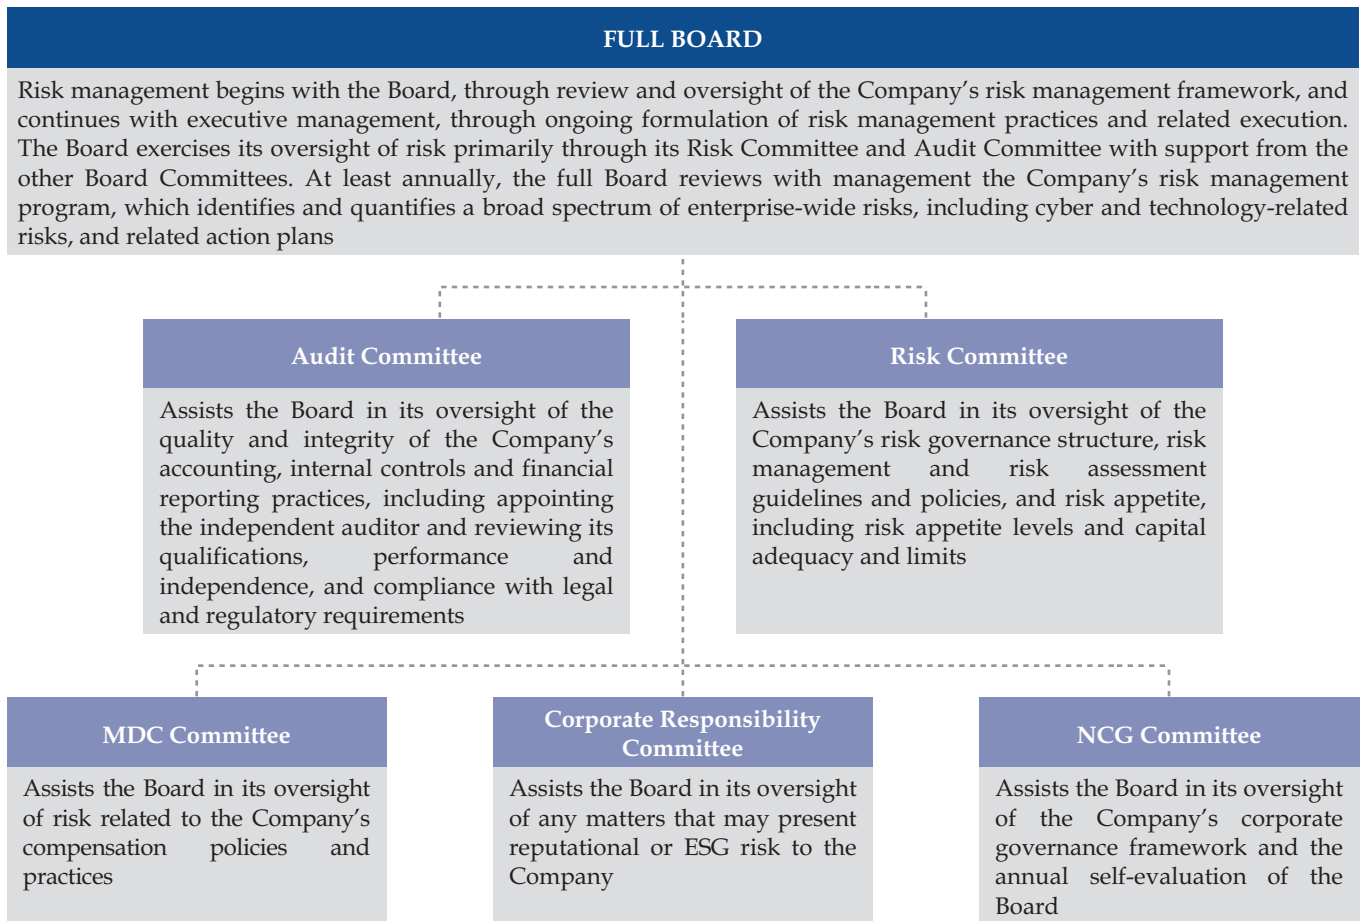 FULL BOARD
Risk management begins with the Board, through review and oversight of the Company’s risk management framework, and
continues with executive management, through ongoing formulation of risk management practices and related execution.
The Board exercises its oversight of risk primarily through its Risk Committee and Audit Committee with support from the
other Board Committees. At least annually, the full Board reviews with management the Company’s risk management
program, which identifies and quantifies a broad spectrum of enterprise-wide risks, including cyber and technology-related
risks, and related action plans
Audit Committee
Assists the Board in its oversight of the
quality and integrity of the Company’s
accounting, internal controls and financial
reporting practices, including appointing
the independent auditor and reviewing its
qualifications, performance and
independence, and compliance with legal
and regulatory requirements
Risk Committee
Assists the Board in its oversight of the
Company’s risk governance structure, risk
management and risk assessment
guidelines and policies, and risk appetite,
including risk appetite levels and capital
adequacy and limits
MDC Committee
Assists the Board in its oversight
of risk related to the Company’s
compensation policies and
practices
Corporate Responsibility
Committee
Assists the Board in its oversight
of any matters that may present
reputational or ESG risk to the
Company
NCG Committee
Assists the Board in its oversight
of the Company’s corporate
governance framework and the
annual self-evaluation of the
Board